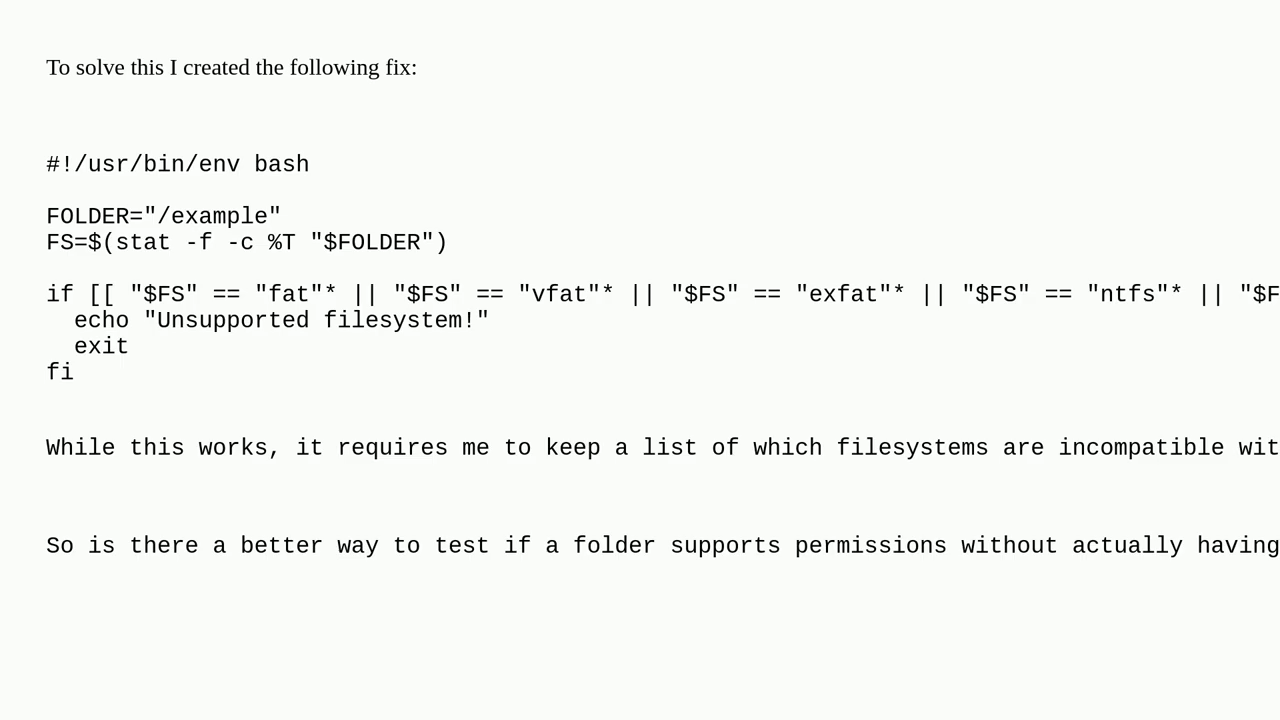 To solve this I created the following fix:
#!/usr/bin/env bash
FOLDER="/example"
FS=$(stat -f -c %T "$FOLDER")
if [[ "$FS" == "fat"* || "$FS" == "vfat"* || "$FS" == "exfat"* || "$FS" == "ntfs"* || "$F
echo "Unsupported filesystem!"
exit
fi
While this works, it requires me to keep a list of which filesystems are incompatible wit
So is there a better way to test if a folder supports permissions without actually having